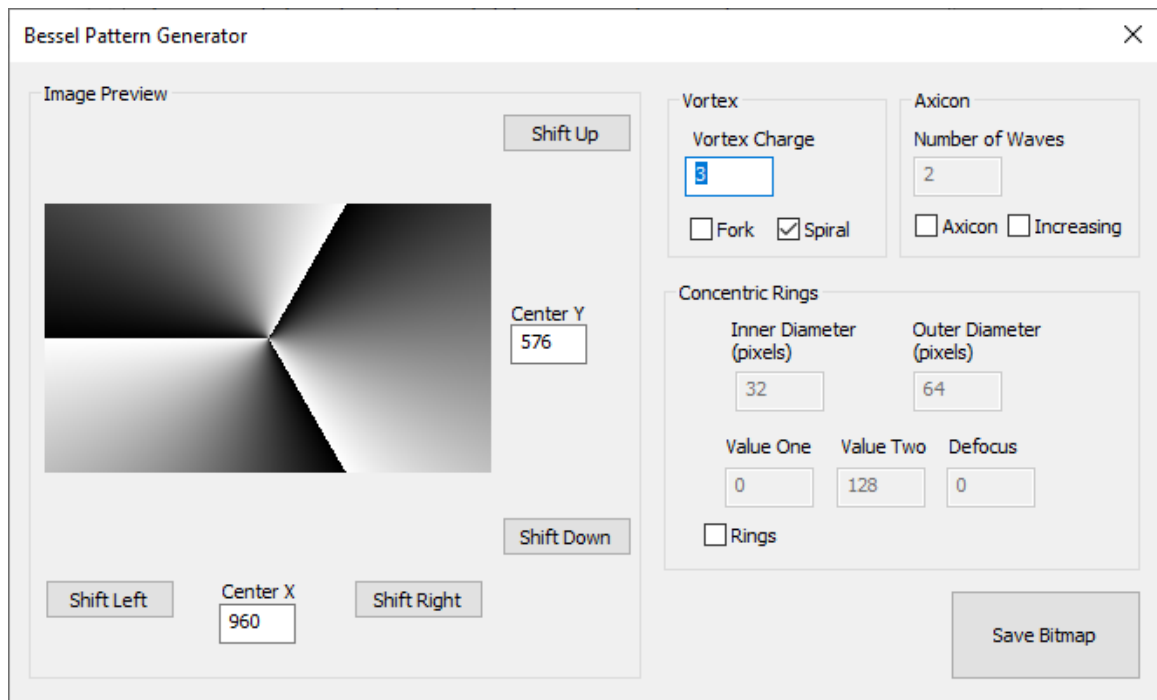 Bessel Pattern Generator
Image Preview
Shift Up
Center Y
576
Shift Down
Shift Left
Center X
960
Shift Right
Vortex
Vortex Charge
3
Fork
Spiral
Axicon
Number of Waves
2
Axicon
Increasing
Concentric Rings
Inner Diameter
(pixels)
32
Outer Diameter
(pixels)
64
Value One
0
Value Two
128
Defocus
0
Rings
Save Bitmap